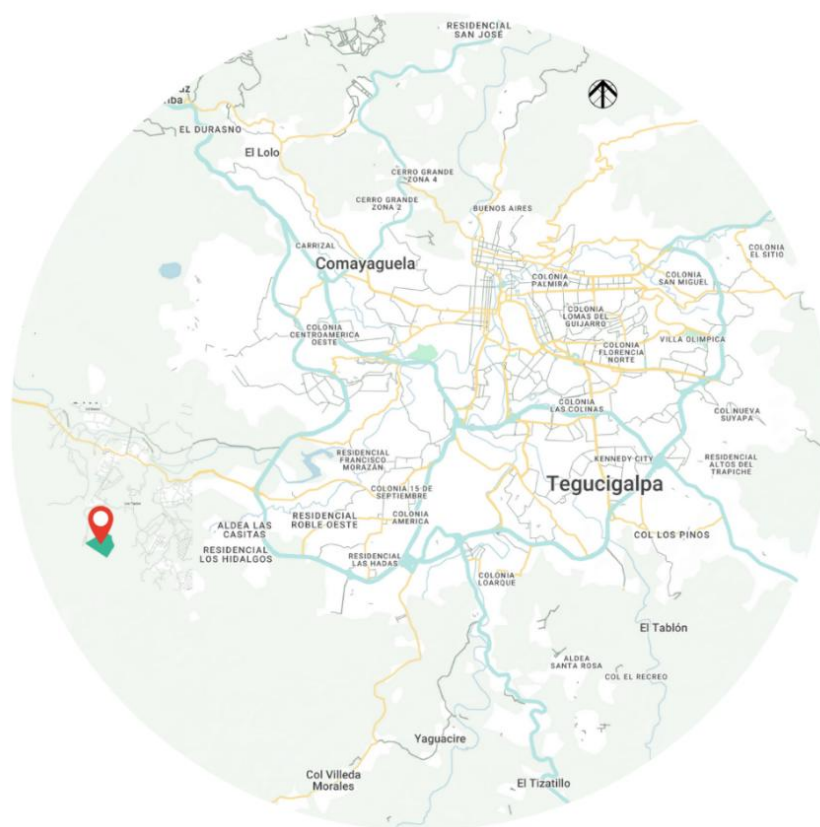 RESIDENCIAL
SAN JOSÉ
EL DURASNO
El Lolo
CERRO GRANDE
ZONA 4
CERRO GRANDE
ZONA 2
BUENOS AIRES
CARRIZAL
Comayaguela
COLONIA
PALMIRA
COLONIA
SAN MIGUEL
COLONIA
EL SITIO
COLONIA
LOMAS DEL
GUIJARRO
COLONIA
CENTROAMERICA
OESTE
COLONIA
FLORENCIA
NORTE
VILLA OLIMPICA
COLONIA
LAS COLINAS
COL NUEVA
SUYAPA
RESIDENCIAL
FRANCISCO
MORAZÁN
KENNEDY CITY
RESIDENCIAL
ALTOS DEL
TRAPICHE
COLONIA 15 DE
SEPTIEMBRE
Tegucigalpa
RESIDENCIAL
ROBLE OESTE
COLONIA
AMERICA
ALDEA LAS
CASITAS
RESIDENCIAL
LOS HIDALGOS
COL LOS PINOS
RESIDENCIAL
LAS HADAS
COLONIA
LOARQUE
El Tablón
ALDEA
SANTA ROSA
COL EL RECREO
Yaguacire
Col Villeda
Morales
El Tizatillo